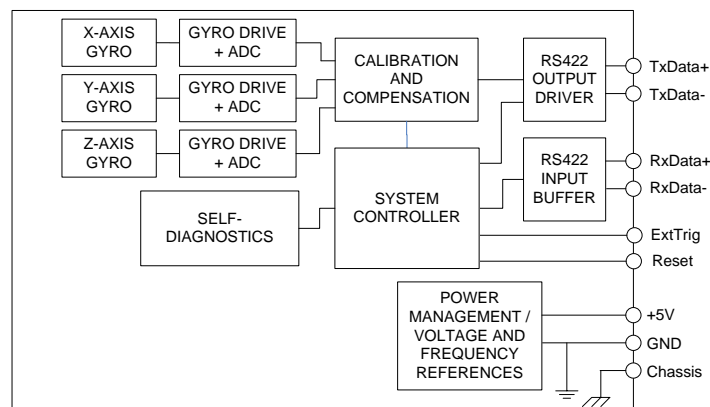 X-AXIS
GYRO
GYRO DRIVE
+ ADC
Y-AXIS
GYRO
GYRO DRIVE
+ ADC
Z-AXIS
GYRO
GYRO DRIVE
+ ADC
CALIBRATION
AND
COMPENSATION
RS422
OUTPUT
DRIVER
TxData+
TxData-
RS422
INPUT
BUFFER
RxData+
RxData-
SELF-
DIAGNOSTICS
SYSTEM
CONTROLLER
ExtTrig
Reset
POWER
MANAGEMENT /
VOLTAGE AND
FREQUENCY
REFERENCES
+5V
GND
Chassis